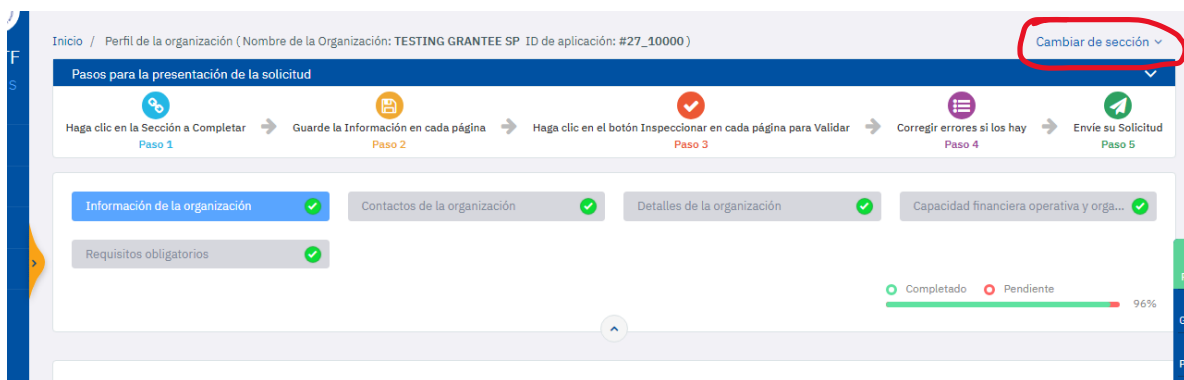 Inicio / Perfil de la organización ( Nombre de la Organización: TESTING GRANTEE SP ID de aplicación: #27_10000 )
Cambiar de sección
Pasos para la presentación de la solicitud
Haga clic en la Sección a Completar
Paso 1
Guarde la Información en cada página
Paso 2
Haga clic en el botón Inspeccionar en cada página para Validar
Paso 3
Corregir errores si los hay
Paso 4
Envíe su Solicitud
Paso 5
Información de la organización
Contactos de la organización
Detalles de la organización
Capacidad financiera operativa y orga...
Requisitos obligatorios
Completado
Pendiente
96%